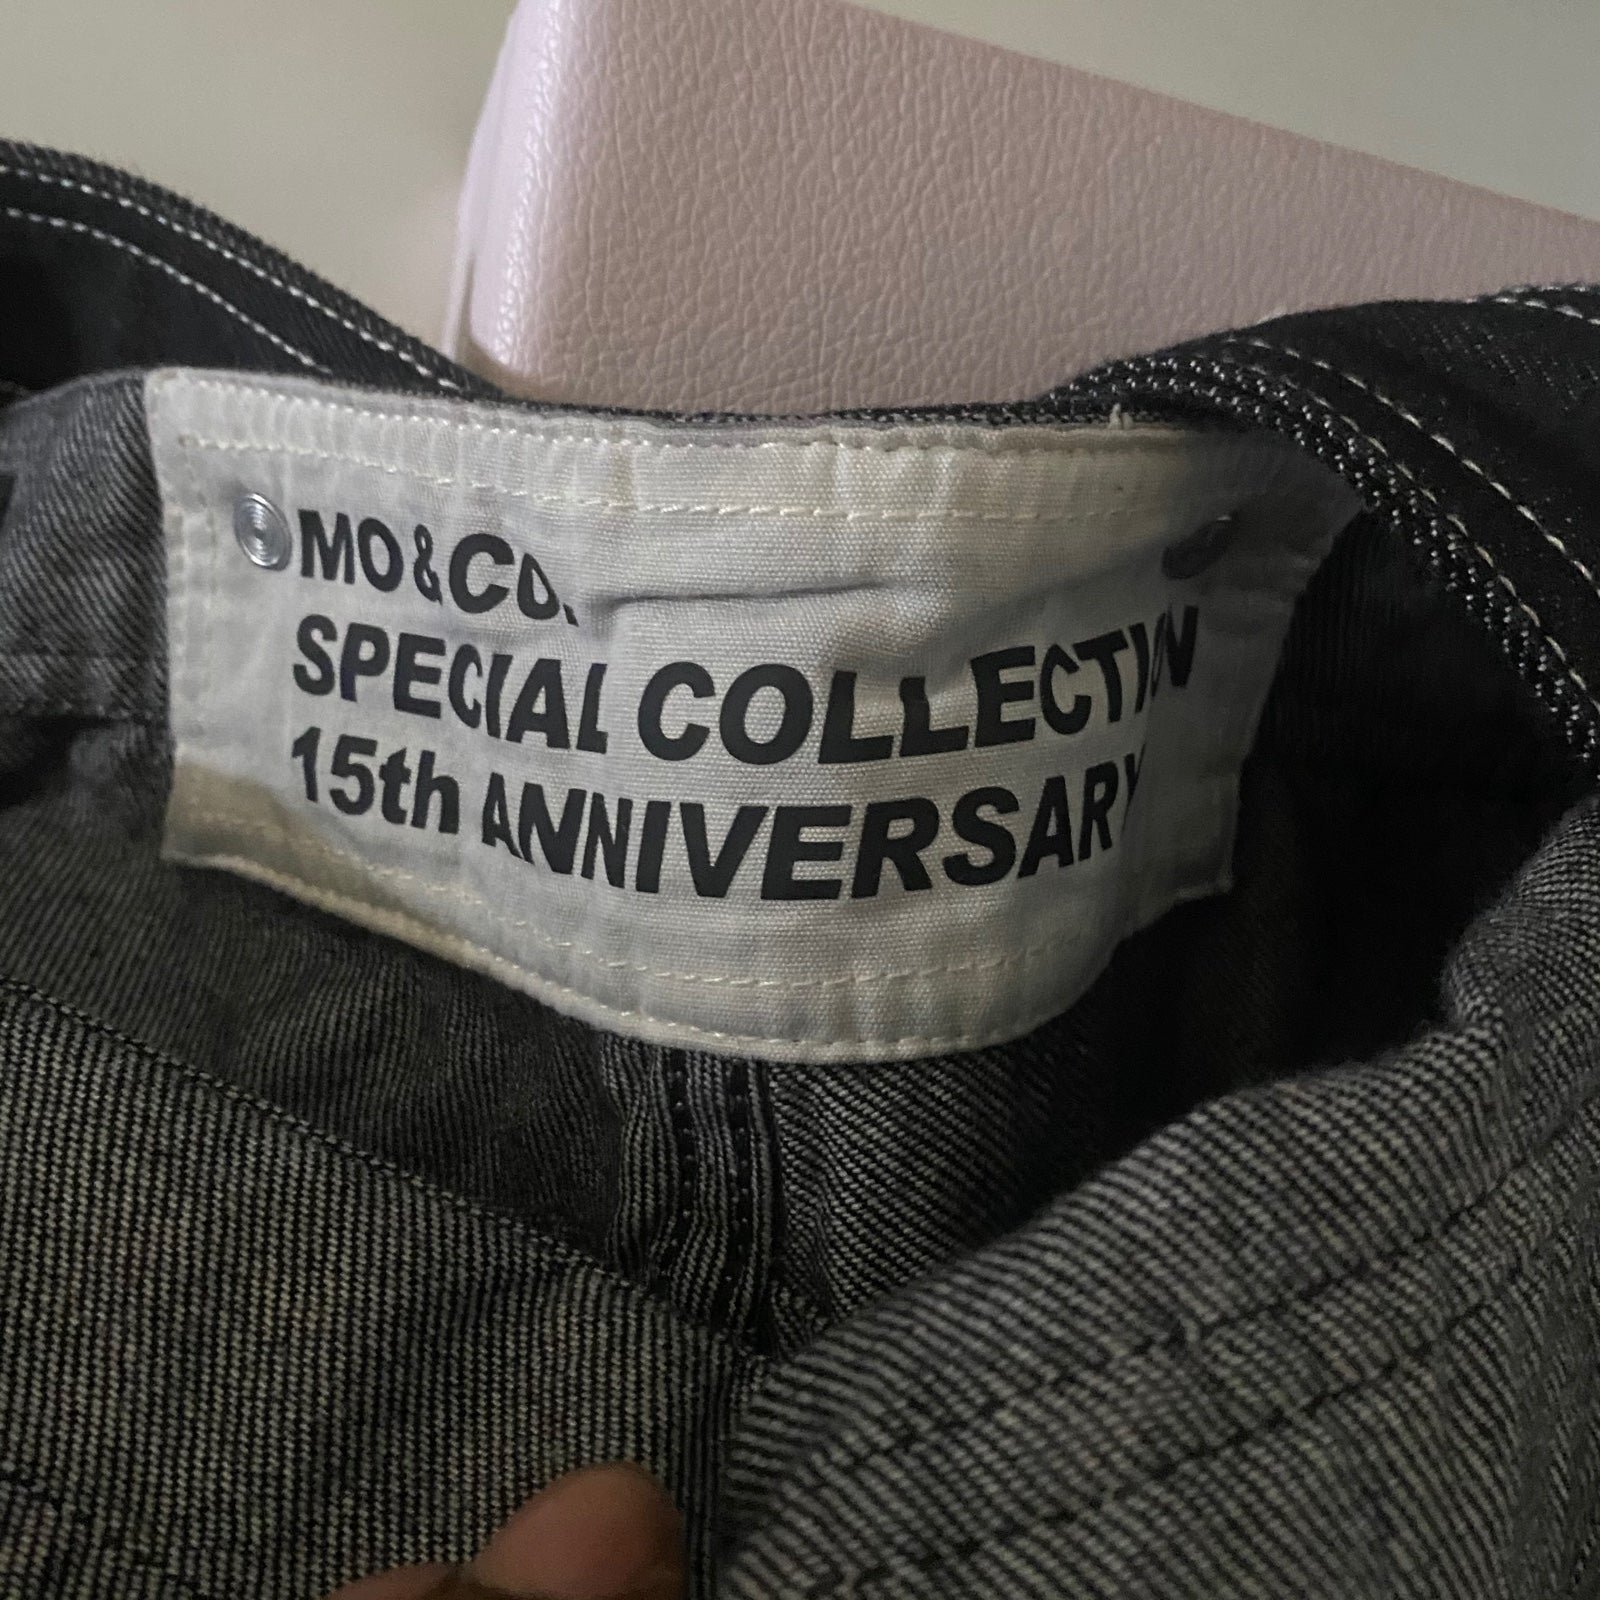 MO&CO.
SPECIAL COLLECTION
15th ANNIVERSARY